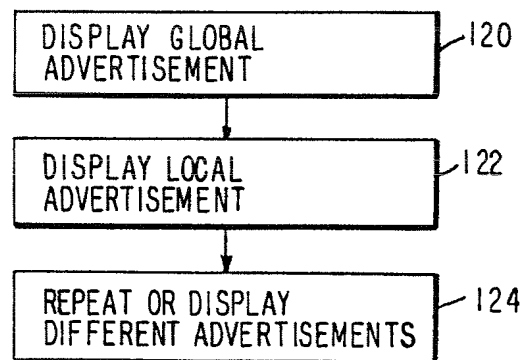 DISPLAY GLOBAL
ADVERTISEMENT
120
DISPLAY LOCAL
ADVERTISEMENT
122
REPEAT OR DISPLAY
DIFFERENT ADVERTISEMENTS
124